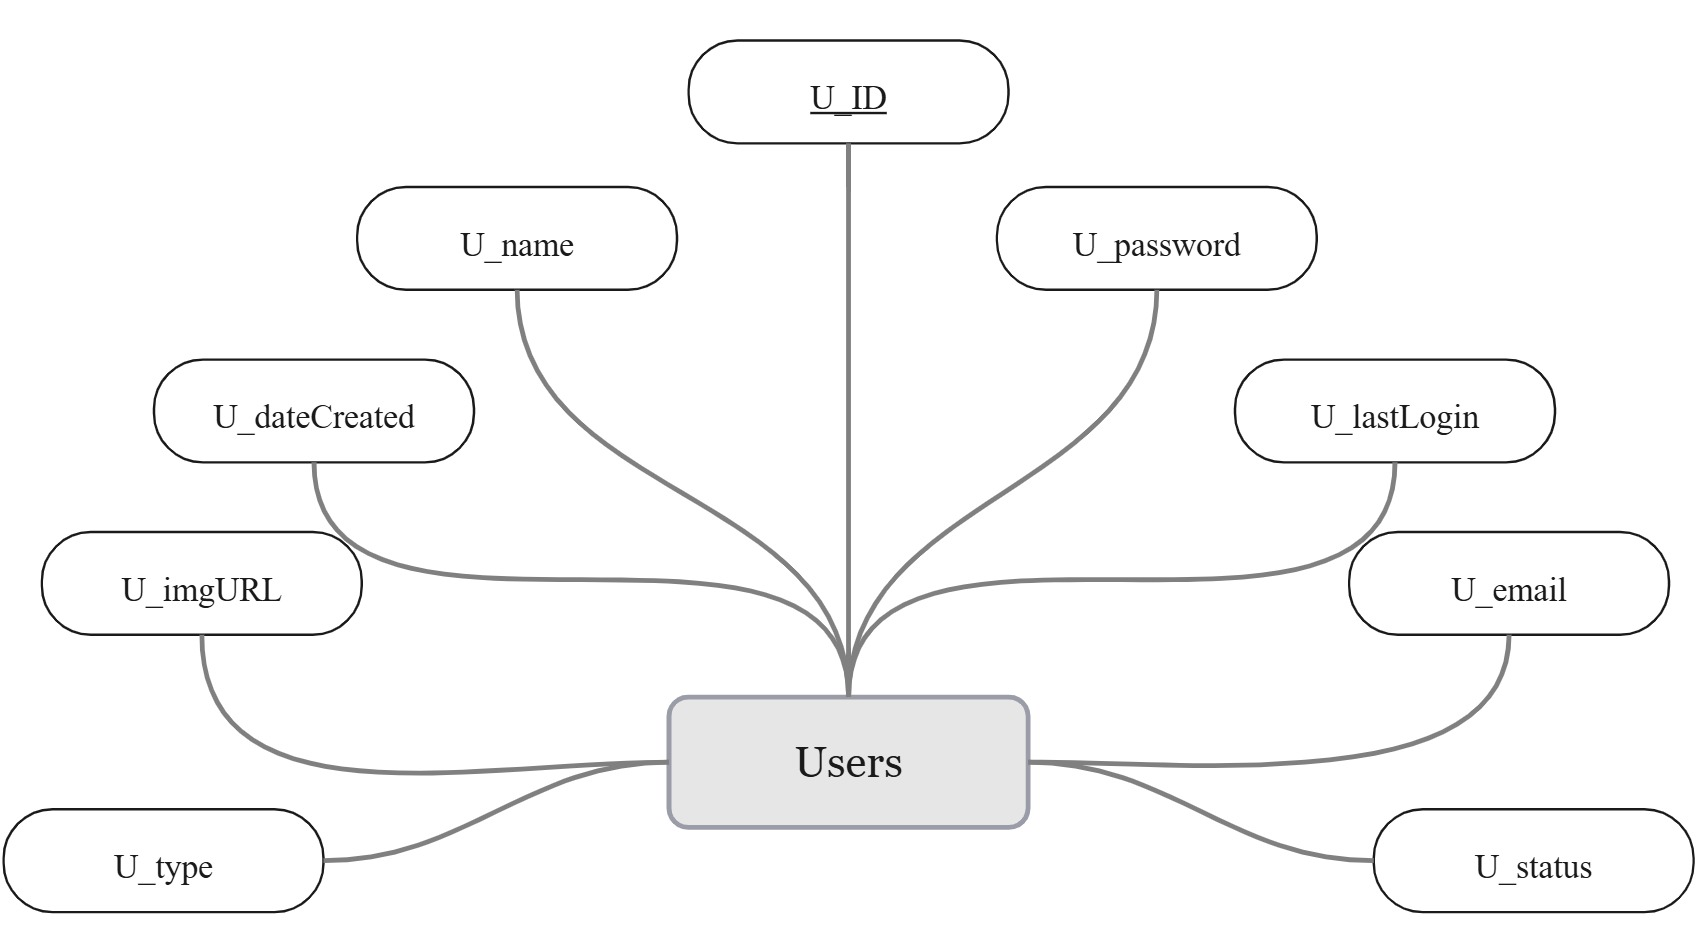 U_ID
U_name
U_password
U_dateCreated
U_lastLogin
U_imgURL
U_email
Users
U_type
U_status